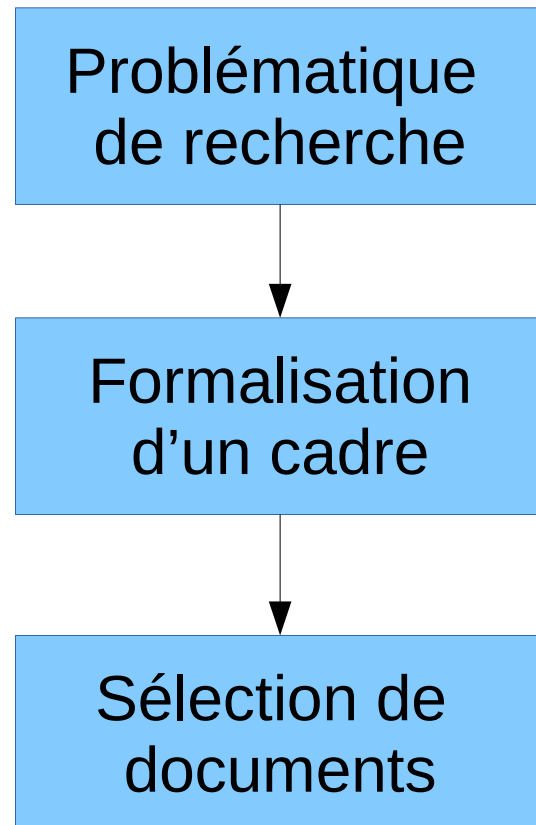 Problématique
de recherche
Formalisation
d’un cadre
Sélection de
documents